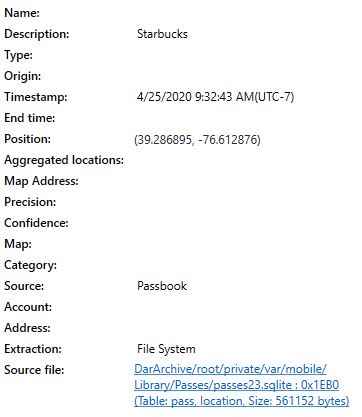 Name:
Description: Starbucks
Type:
Origin:
Timestamp: 4/25/2020 9:32:43 AM(UTC-7)
End time:
Position: (39.286895, -76.612876)
Aggregated locations:
Map Address:
Precision:
Confidence:
Map:
Category:
Source: Passbook
Account:
Address:
Extraction: File System
Source file: DarArchive/root/private/var/mobile/
Library/Passes/passes23.sqlite : 0x1EB0
(Table: pass, location, Size: 561152 bytes)